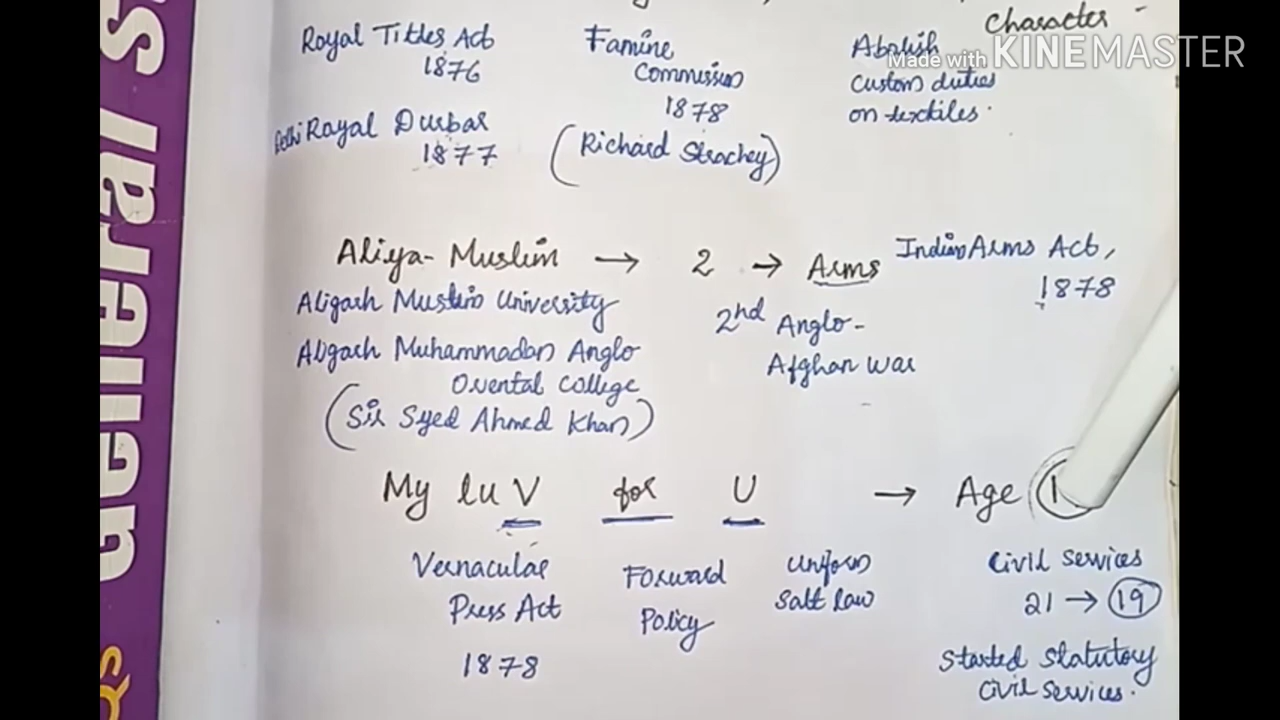 Character -
Royal Titles Act
1876
Famine
Commission
1878
(Richard Strachey)
Abolish
custom duties
on textiles.
Made with KINEMASTER
Delhi Royal Durbar
1877
Aliya- Muslim → 2 → Arms
Indian Arms Act,
1878
Aligarh Muslim University
Aligarh Muhammadan Anglo
Oriental College
(Sir Syed Ahmed Khan)
2nd Anglo-
Afghan war
My lu V for U → Age 1
Vernacular
Press Act
1878
Forward
Policy
Uniform
Salt law
Civil services
21 → 19
Started Statutory
Civil Services.
General S